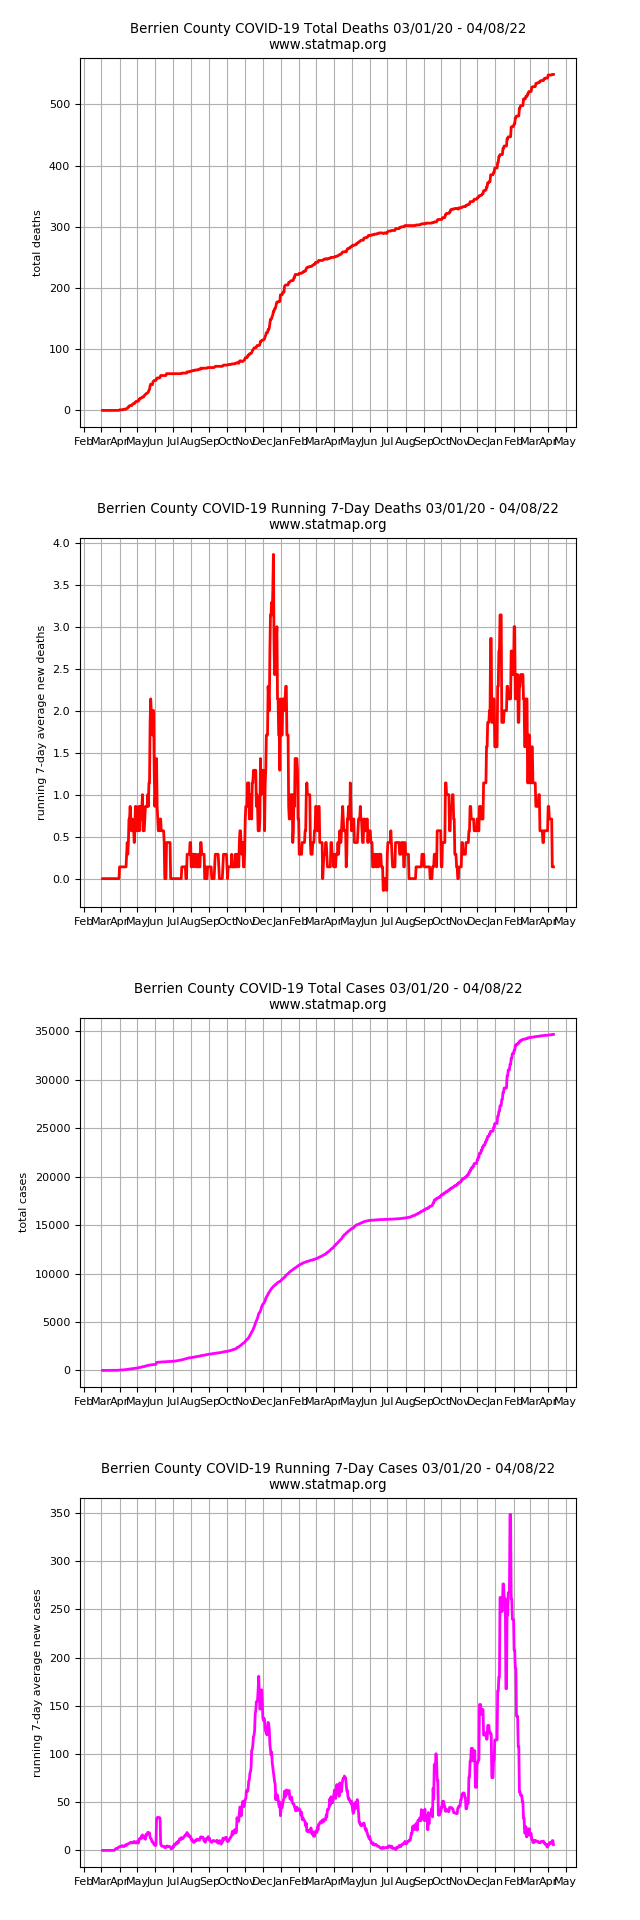 Berrien County COVID-19 Total Deaths 03/01/20 - 04/08/22
www.statmap.org
500
400
300
200
100
0
total deaths
Feb Mar Apr May Jun Jul Aug Sep Oct Nov Dec Jan Feb Mar Apr May Jun Jul Aug Sep Oct Nov Dec Jan Feb Mar Apr May
Berrien County COVID-19 Running 7-Day Deaths 03/01/20 - 04/08/22
www.statmap.org
4.0
3.5
3.0
2.5
2.0
1.5
1.0
0.5
0.0
running 7-day average new deaths
Feb Mar Apr May Jun Jul Aug Sep Oct Nov Dec Jan Feb Mar Apr May Jun Jul Aug Sep Oct Nov Dec Jan Feb Mar Apr May
Berrien County COVID-19 Total Cases 03/01/20 - 04/08/22
www.statmap.org
35000
30000
25000
20000
15000
10000
5000
0
total cases
Feb Mar Apr May Jun Jul Aug Sep Oct Nov Dec Jan Feb Mar Apr May Jun Jul Aug Sep Oct Nov Dec Jan Feb Mar Apr May
Berrien County COVID-19 Running 7-Day Cases 03/01/20 - 04/08/22
www.statmap.org
350
300
250
200
150
100
50
0
running 7-day average new cases
Feb Mar Apr May Jun Jul Aug Sep Oct Nov Dec Jan Feb Mar Apr May Jun Jul Aug Sep Oct Nov Dec Jan Feb Mar Apr May